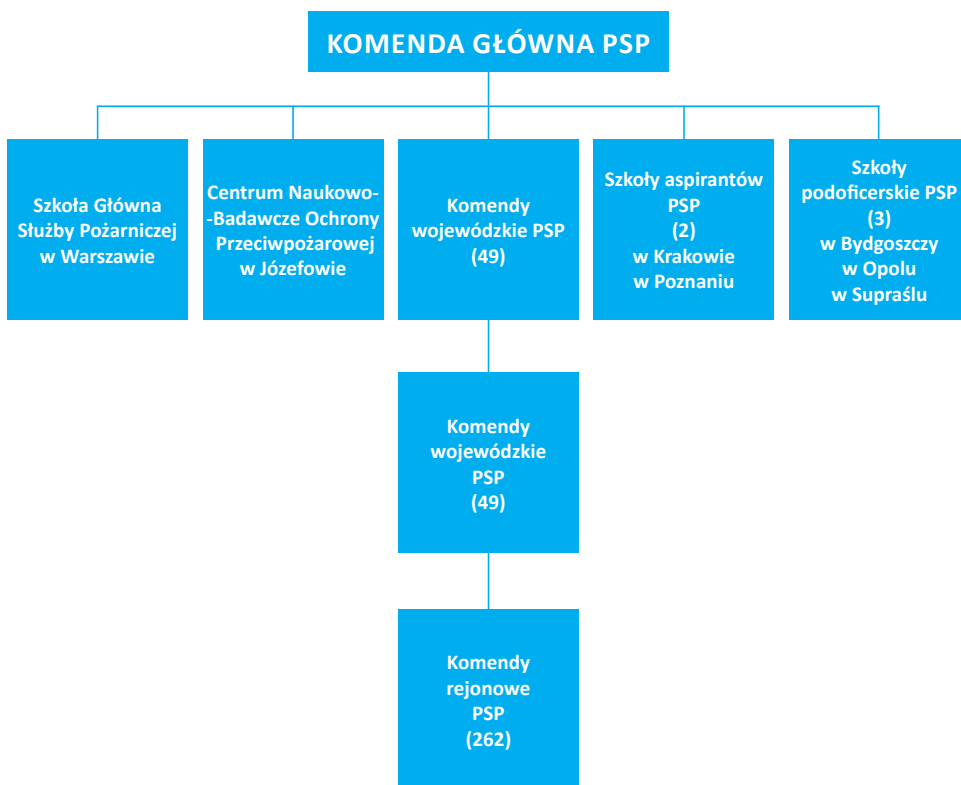 KOMENDA GŁÓWNA PSP
Szkoła Główna
Służby Pożarniczej
w Warszawie
Centrum Naukowo-
-Badawcze Ochrony
Przeciwpożarowej
w Józefowie
Komendy
wojewódzkie PSP
(49)
Szkoły aspirantów
PSP
(2)
w Krakowie
w Poznaniu
Szkoły
podoficerskie PSP
(3)
w Bydgoszczy
w Opolu
w Supraślu
Komendy
wojewódzkie
PSP
(49)
Komendy
rejonowe
PSP
(262)